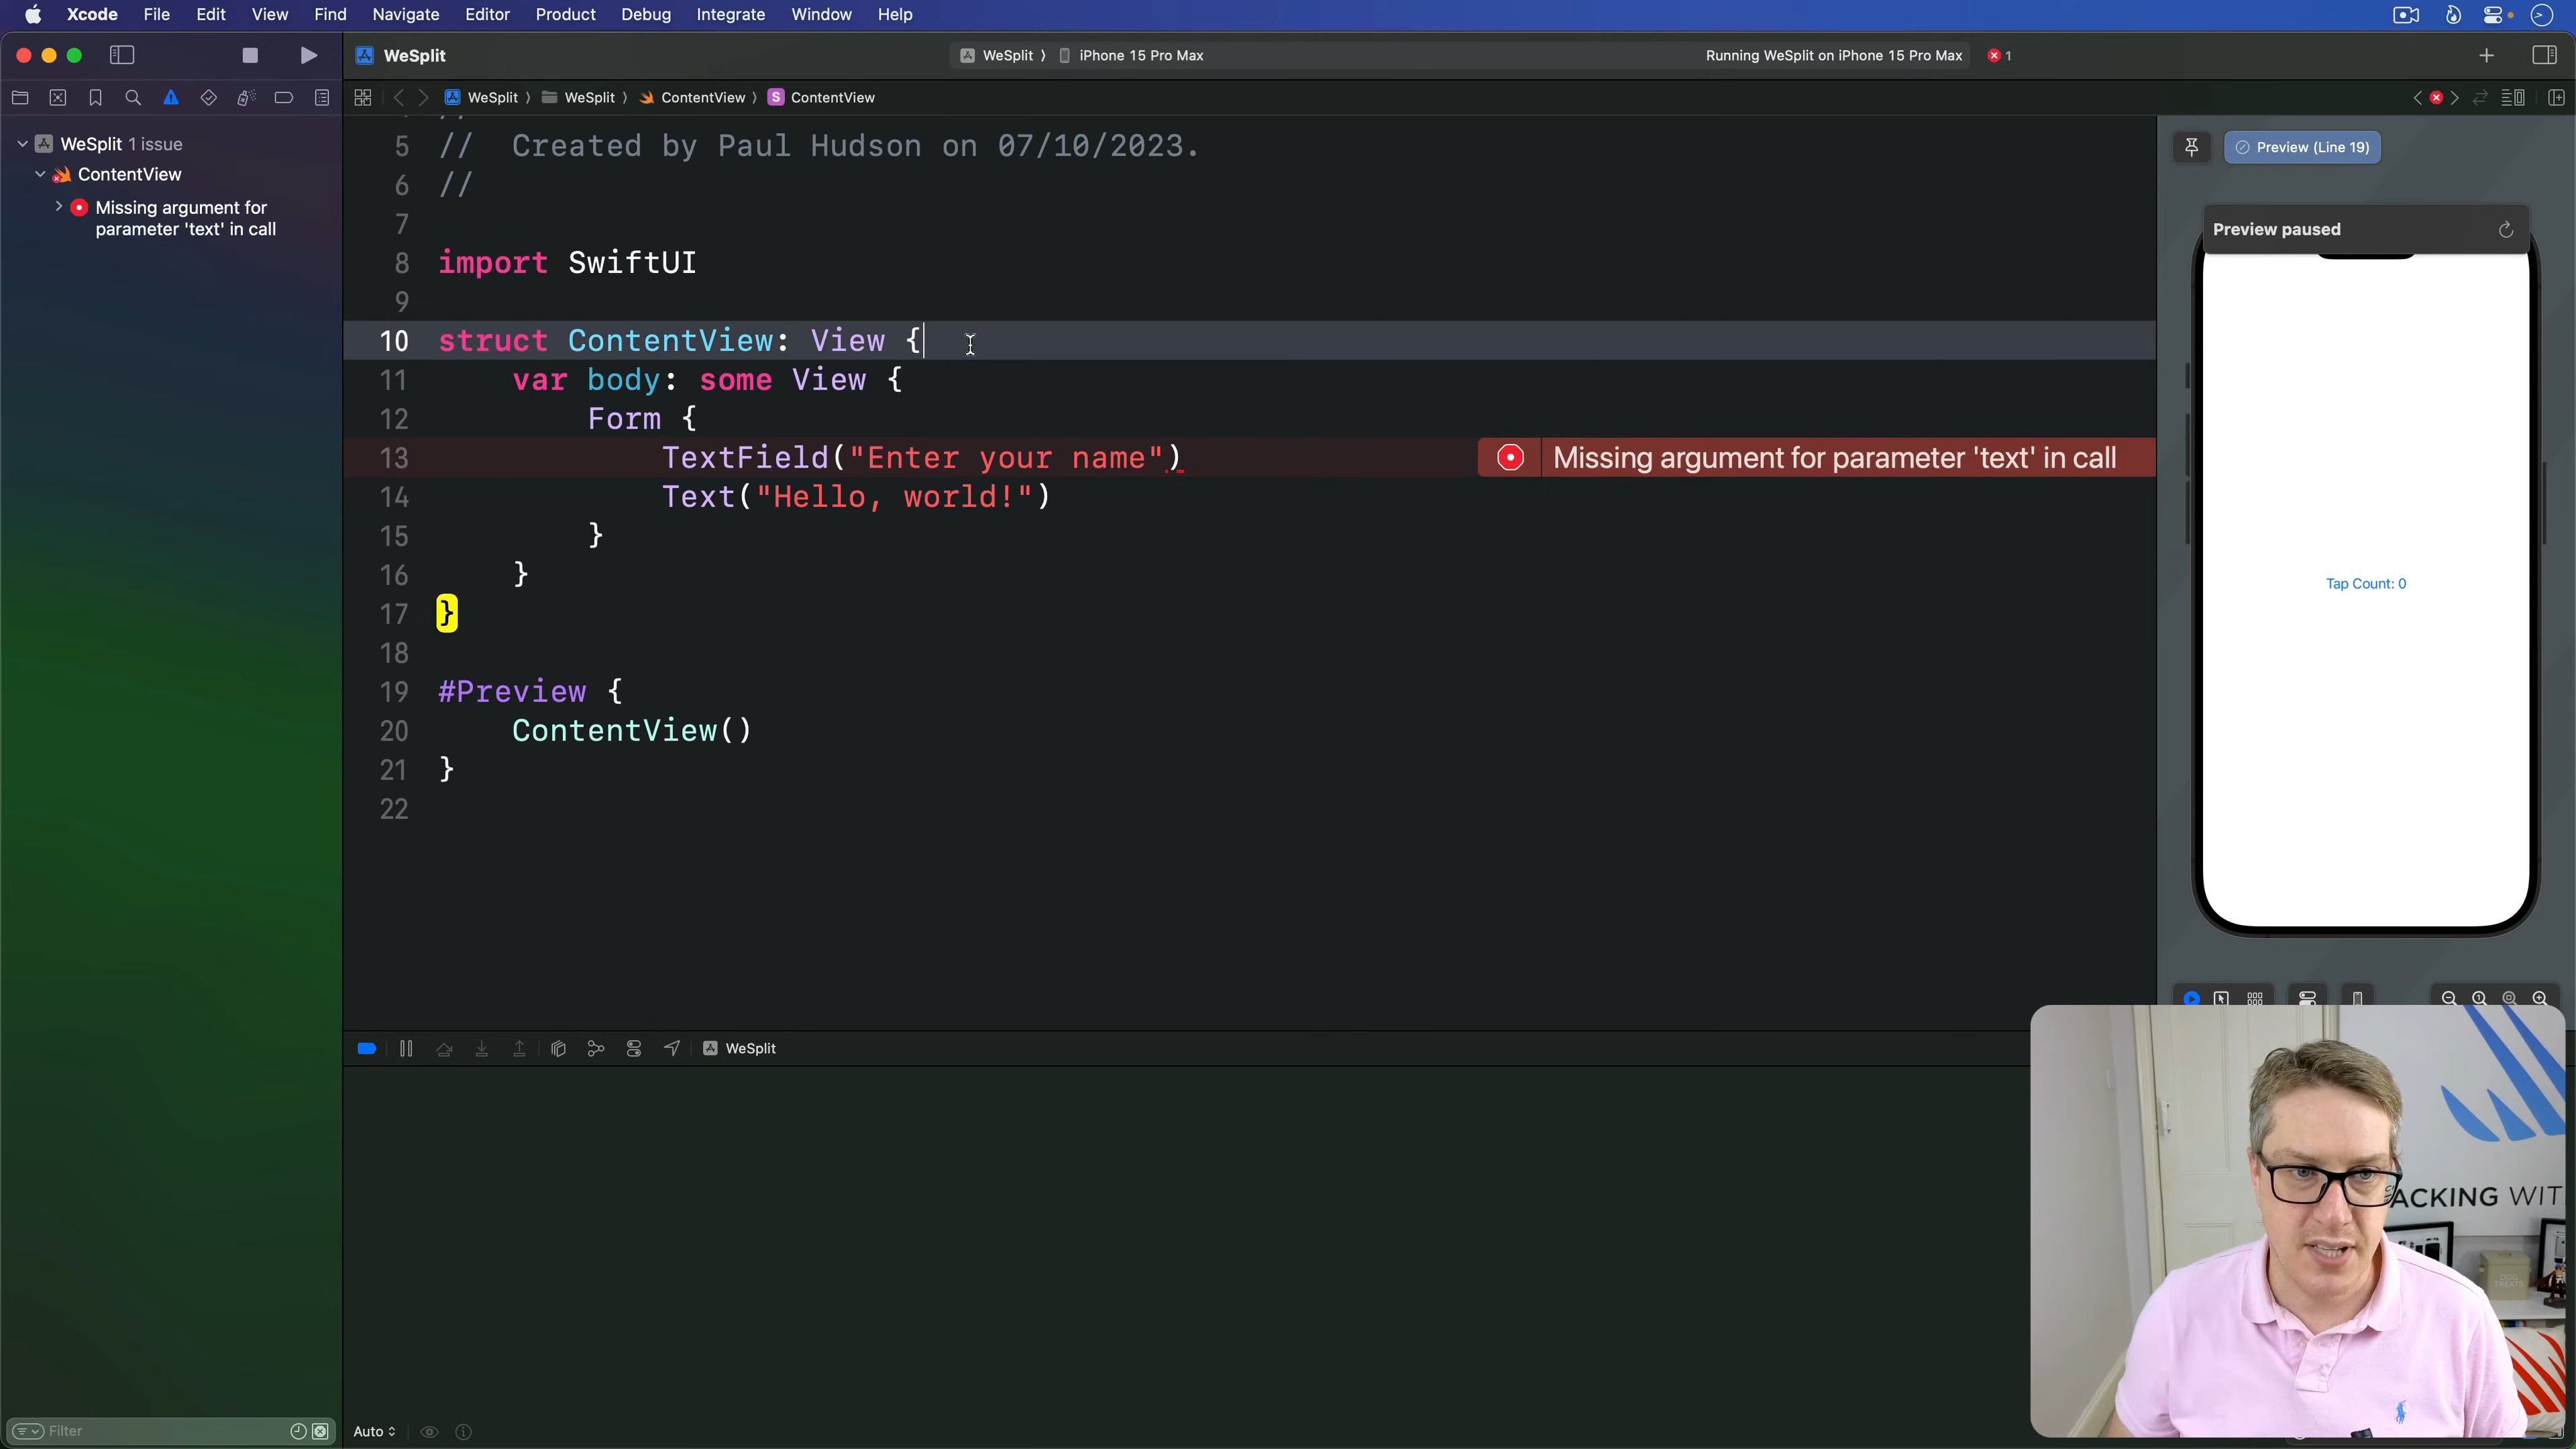 Xcode File Edit View Find Navigate Editor Product Debug Integrate Window Help
WeSplit
WeSplit ⟩ iPhone 15 Pro Max
Running WeSplit on iPhone 15 Pro Max
1
WeSplit ⟩ WeSplit ⟩ ContentView ⟩ S ContentView
WeSplit 1 issue
ContentView
Missing argument for
parameter 'text' in call
5 // Created by Paul Hudson on 07/10/2023.
6 //
7
8 import SwiftUI
9
10 struct ContentView: View {
11 var body: some View {
12 Form {
13 TextField("Enter your name")
Missing argument for parameter 'text' in call
14 Text("Hello, world!")
15 }
16 }
17 }
18
19 #Preview {
20 ContentView()
21 }
22
Preview (Line 19)
Preview paused
Tap Count: 0
WeSplit
ACKING WIT
DOG
TREATS
Filter
Auto